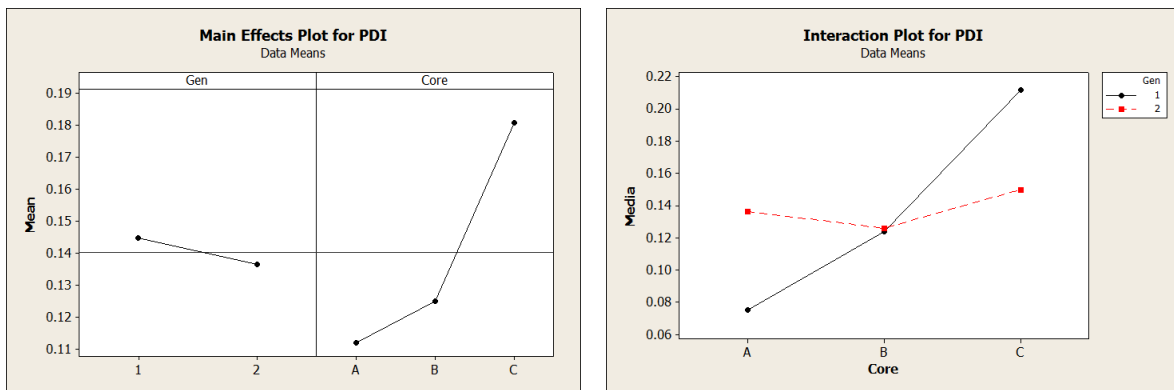 Main Effects Plot for PDI
Data Means
Gen Core
0.19
0.18
0.17
0.16
0.15
0.14
0.13
0.12
0.11
Mean
1 2 A B C
Interaction Plot for PDI
Data Means
0.22
0.20
0.18
0.16
0.14
0.12
0.10
0.08
0.06
Media
A B C
Core
Gen
1
2